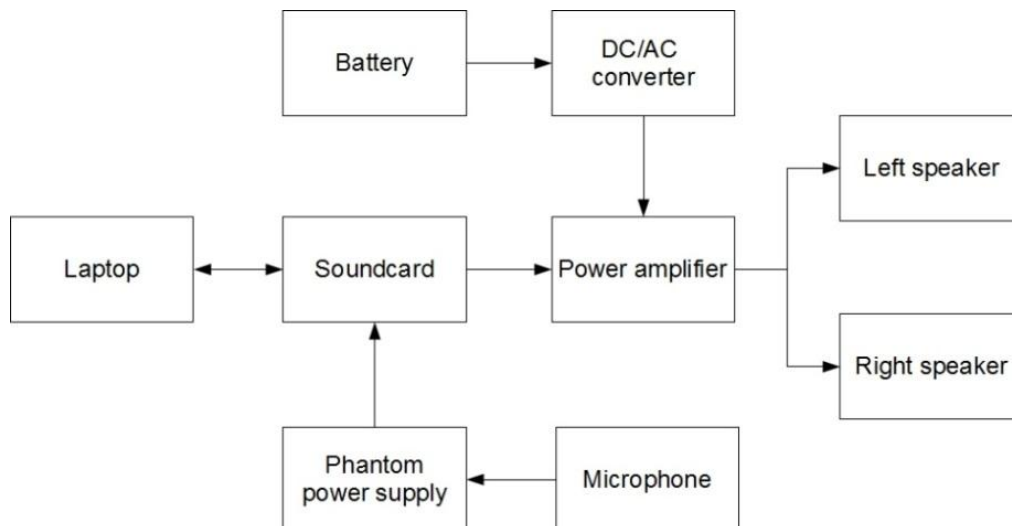 Battery
DC/AC
converter
Left speaker
Laptop
Soundcard
Power amplifier
Right speaker
Phantom
power supply
Microphone